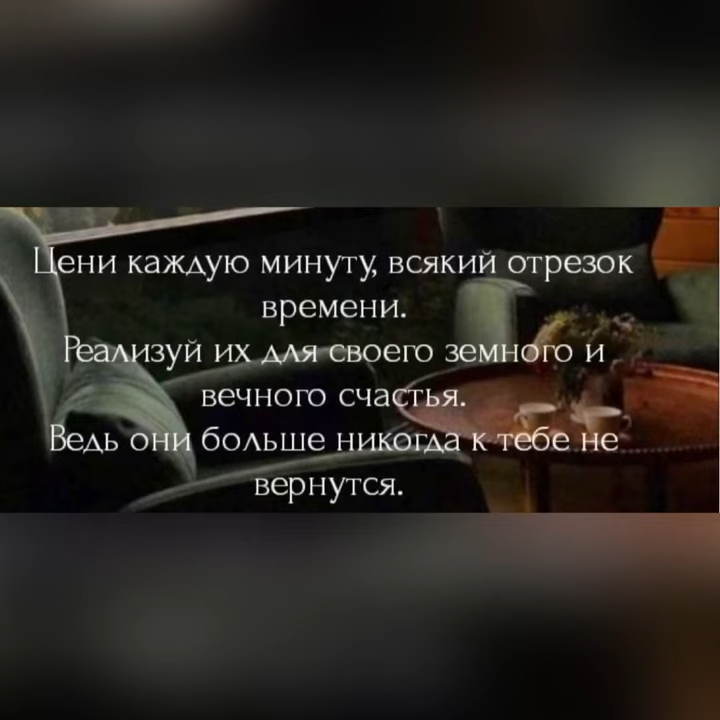 Цени каждую минуту, всякий отрезок
времени.
Реализуй их для своего земного и
вечного счастья.
Ведь они больше никогда к тебе не
вернутся.